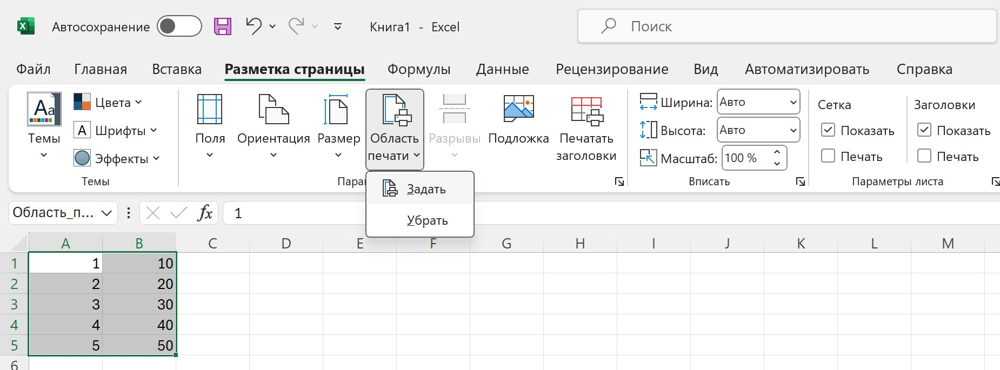 Автосохранение Книга1 - Excel Поиск
Файл Главная Вставка Разметка страницы Формулы Данные Рецензирование Вид Автоматизировать Справка
Темы
Цвета
Шрифты
Эффекты
Темы
Поля
Ориентация
Размер
Область
печати
Разрывы
Подложка
Печатать
заголовки
Задать
Убрать
Ширина: Авто
Высота: Авто
Масштаб: 100 %
Вписать
Сетка
Показать
Печать
Заголовки
Показать
Печать
Параметры листа
Область_п... fx 1
A B C D E F G H I J K L M
1 1 10
2 2 20
3 3 30
4 4 40
5 5 50
6